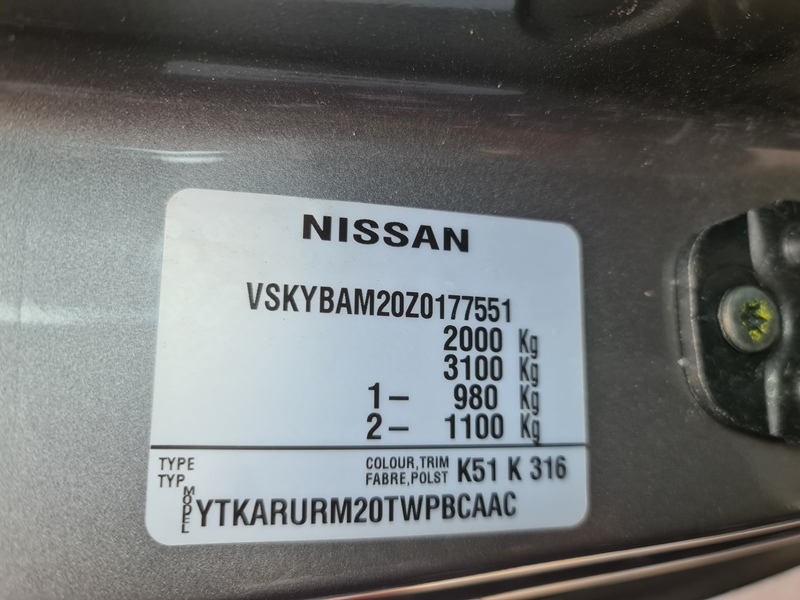 NISSAN
VSKYBAM20Z0177551
2000 Kg
3100 Kg
1- 980 Kg
2- 1100 Kg
TYPE COLOUR,TRIM K51 K 316
TYP FABRE,POLST
MODEL YTKARURM20TWPBCAAC